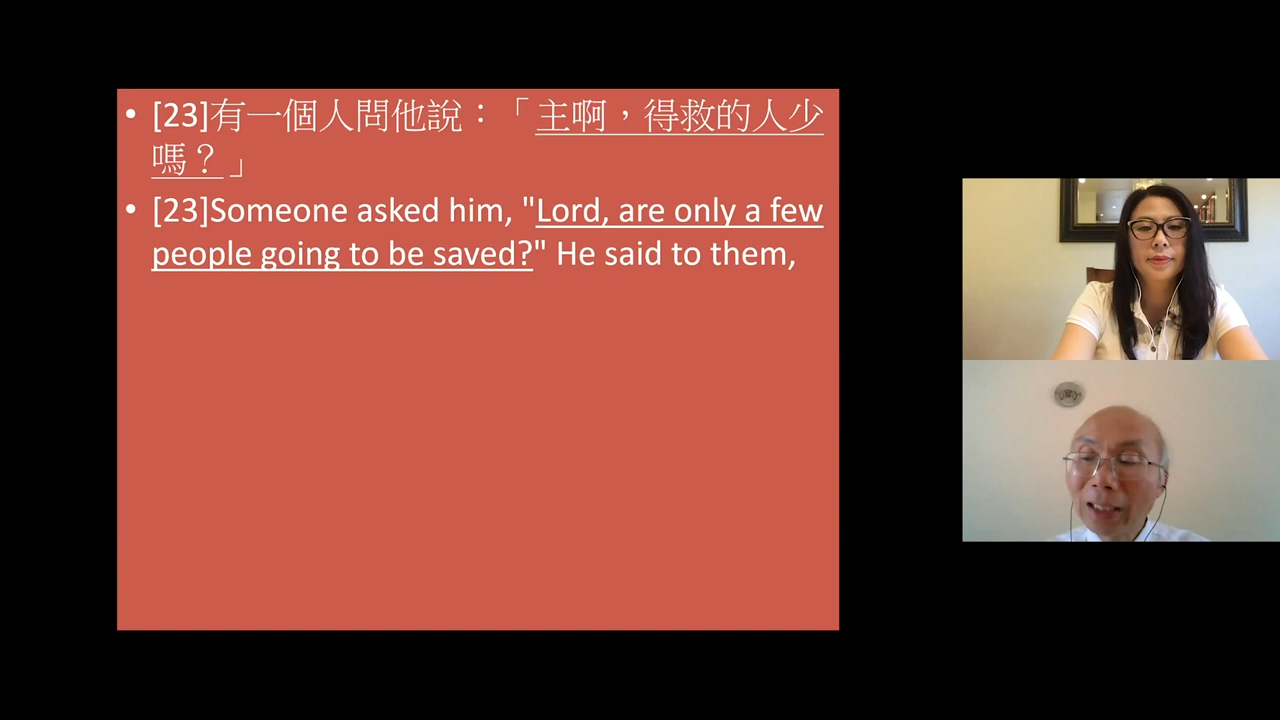 • [23]有一個人問他說：「主啊，得救的人少
嗎？」
• [23]Someone asked him, "Lord, are only a few
people going to be saved?" He said to them,